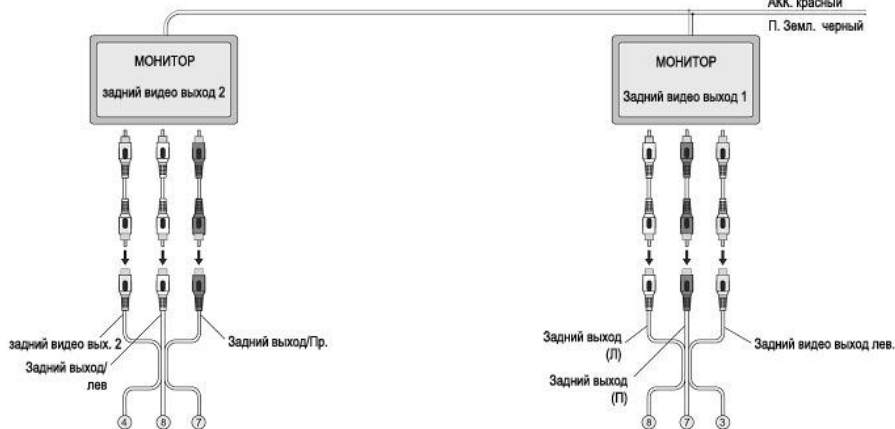 АКК. красный
П. Земл. черный
МОНИТОР
задний видео выход 2
МОНИТОР
Задний видео выход 1
задний видео вых. 2
Задний выход/
лев
Задний выход/Пр.
4
8
7
Задний выход
(Л)
Задний выход
(П)
Задний видео выход лев.
8
7
3